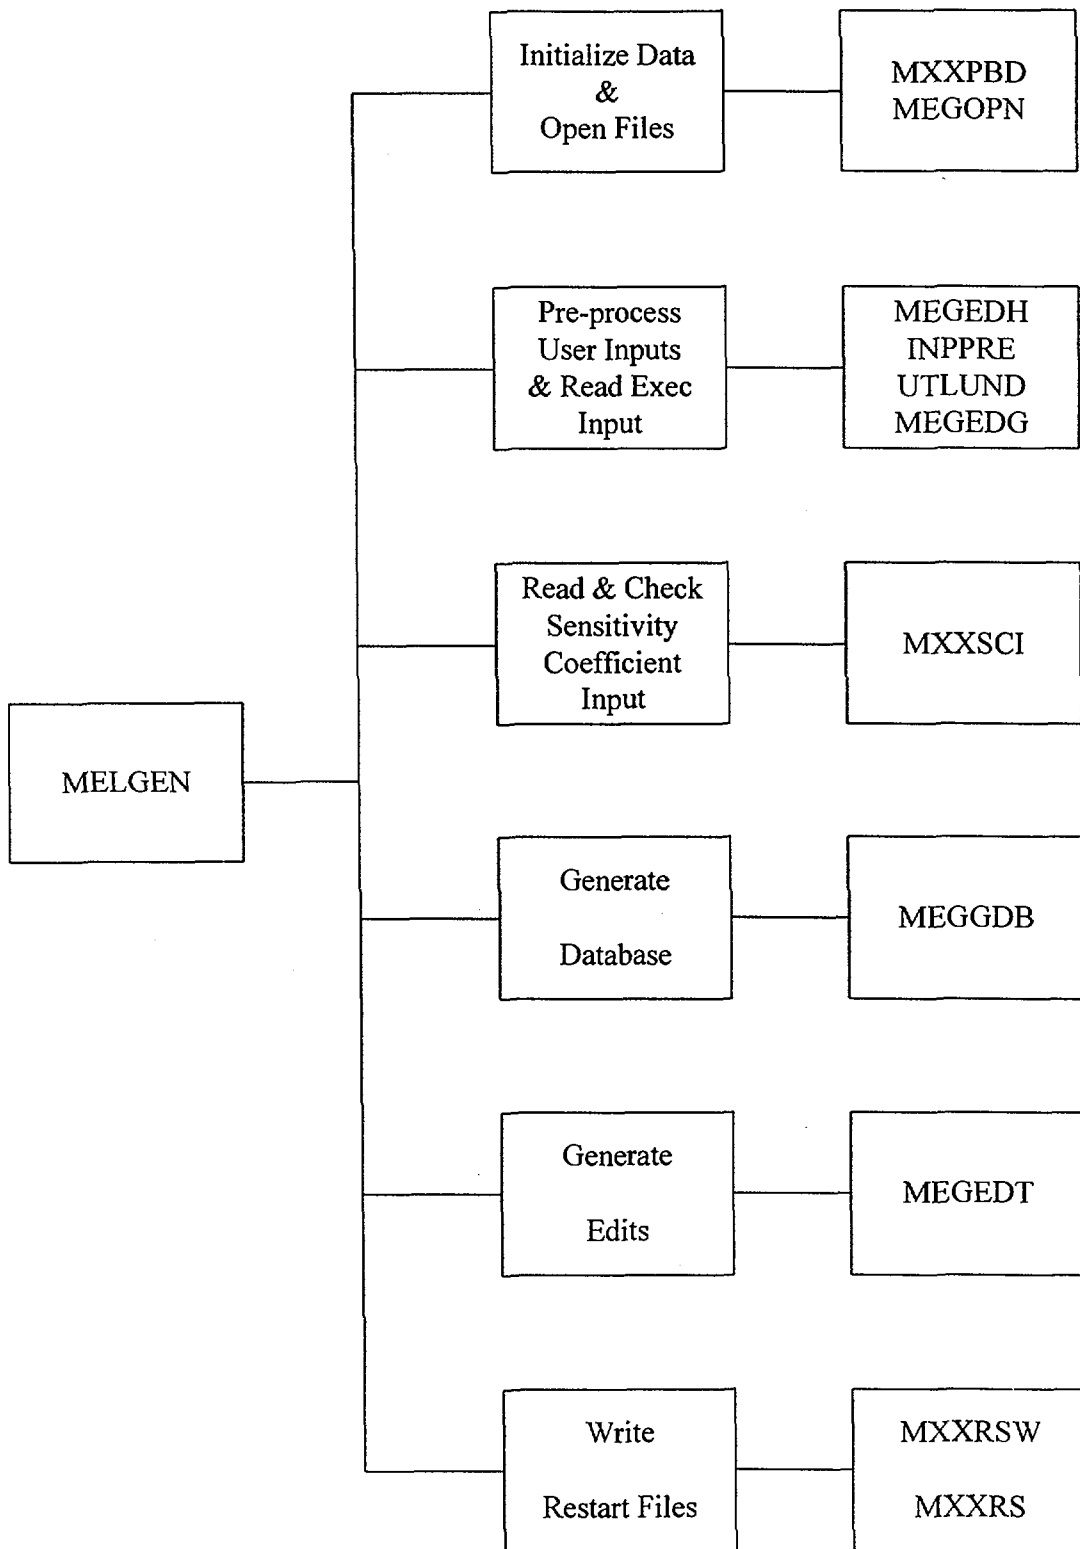 Initialize Data
&
Open Files
MXXPBD
MEGOPN
Pre-process
User Inputs
& Read Exec
Input
MEGEDH
INPPRE
UTLUND
MEGEDG
Read & Check
Sensitivity
Coefficient
Input
MXXSCI
MELGEN
Generate
Database
MEGGDB
Generate
Edits
MEGEDT
Write
Restart Files
MXXRSW
MXXRS